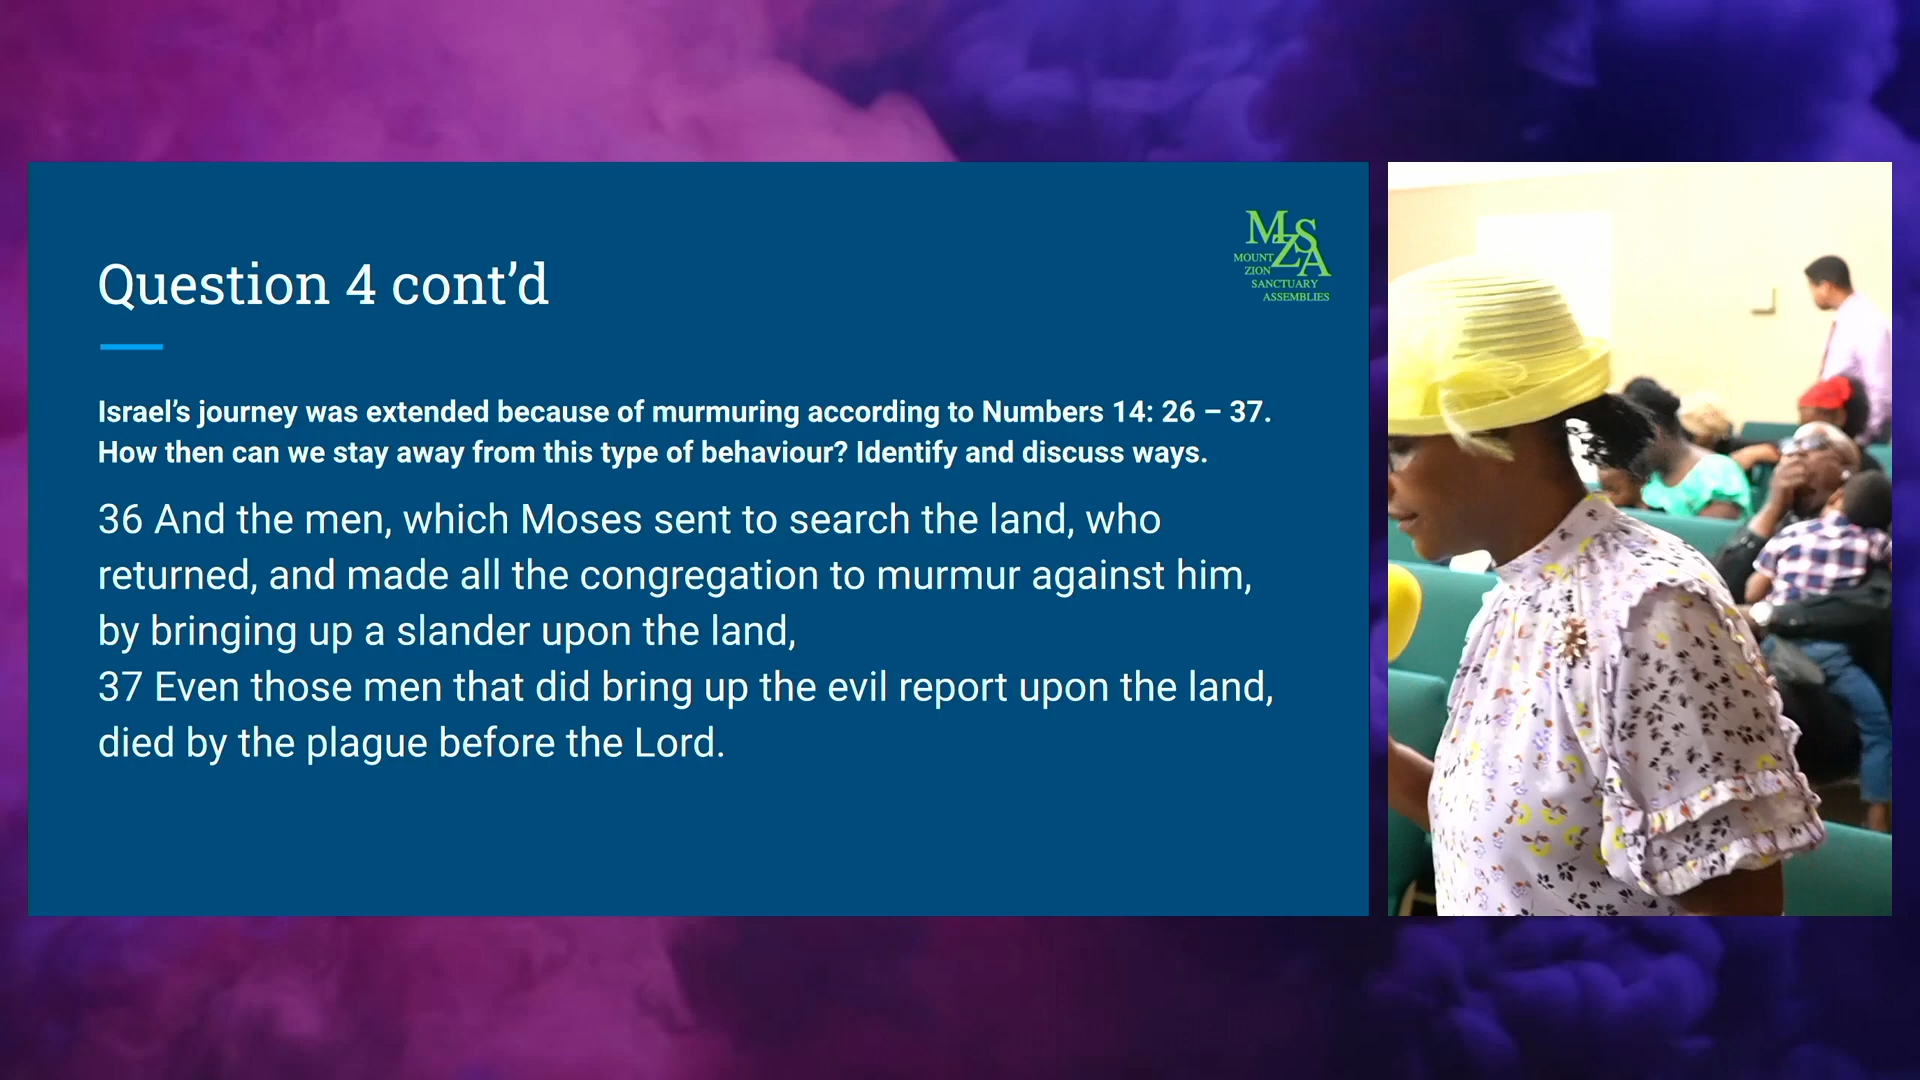 Question 4 cont’d
MSZA
MOUNT
ZION
SANCTUARY
ASSEMBLIES
Israel’s journey was extended because of murmuring according to Numbers 14: 26 – 37.
How then can we stay away from this type of behaviour? Identify and discuss ways.
36 And the men, which Moses sent to search the land, who
returned, and made all the congregation to murmur against him,
by bringing up a slander upon the land,
37 Even those men that did bring up the evil report upon the land,
died by the plague before the Lord.